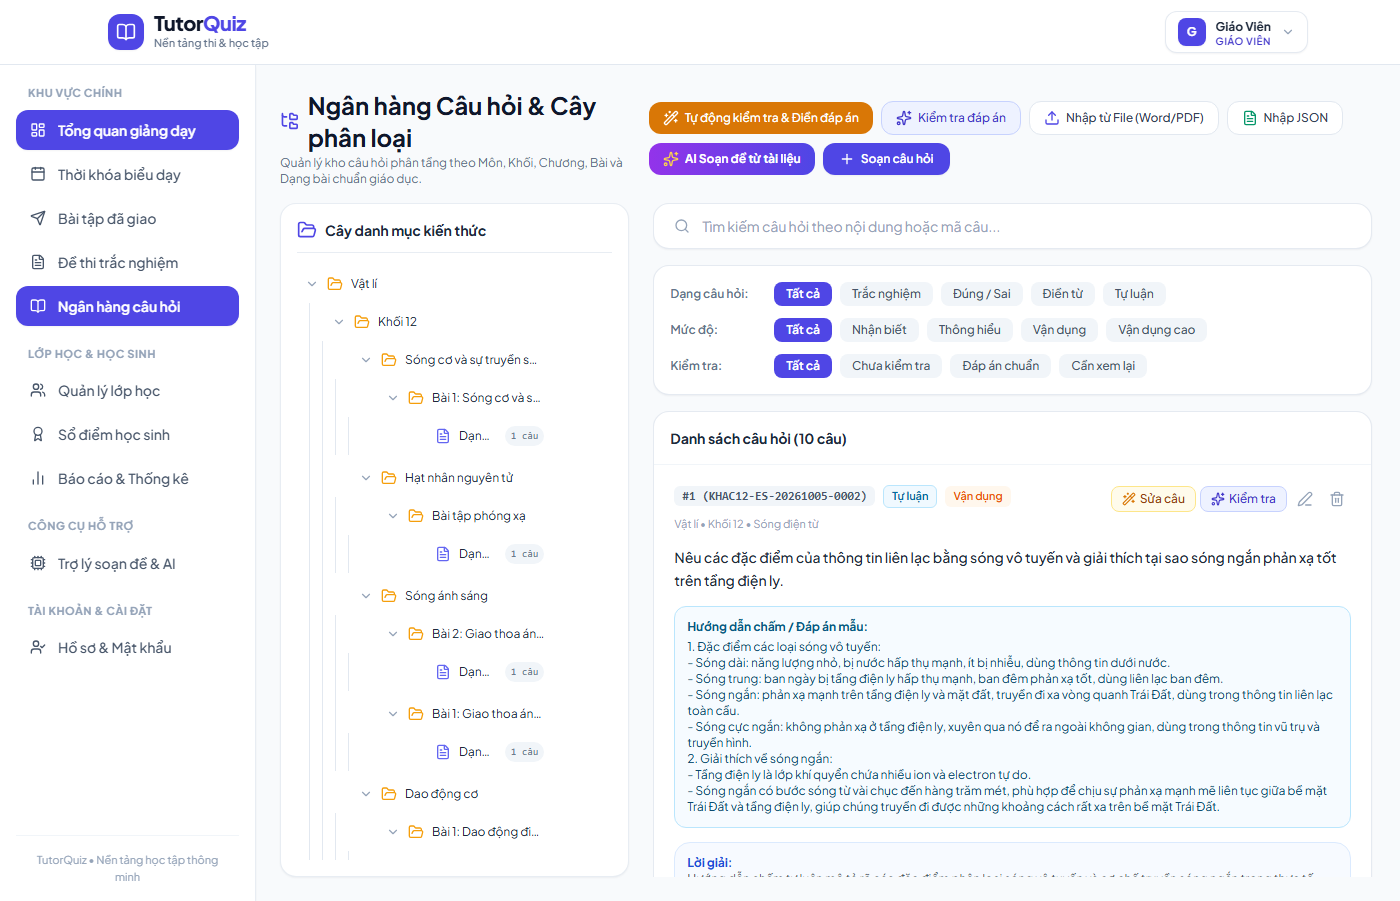 TutorQuiz
Nền tảng thi & học tập
G
Giáo Viên
GIÁO VIÊN
KHU VỰC CHÍNH
Tổng quan giảng dạy
Thời khóa biểu dạy
Bài tập đã giao
Đề thi trắc nghiệm
Ngân hàng câu hỏi
LỚP HỌC & HỌC SINH
Quản lý lớp học
Sổ điểm học sinh
Báo cáo & Thống kê
CÔNG CỤ HỖ TRỢ
Trợ lý soạn đề & AI
TÀI KHOẢN & CÀI ĐẶT
Hồ sơ & Mật khẩu
TutorQuiz • Nền tảng học tập thông
minh
Ngân hàng Câu hỏi & Cây
phân loại
Quản lý kho câu hỏi phân tầng theo Môn, Khối, Chương, Bài và
Dạng bài chuẩn giáo dục.
Tự động kiểm tra & Điền đáp án
Kiểm tra đáp án
Nhập từ File (Word/PDF)
Nhập JSON
AI Soạn đề từ tài liệu
Soạn câu hỏi
Cây danh mục kiến thức
Vật lí
Khối 12
Sóng cơ và sự truyền s...
Bài 1: Sóng cơ và s...
Dạn... 1 câu
Hạt nhân nguyên tử
Bài tập phóng xạ
Dạn... 1 câu
Sóng ánh sáng
Bài 2: Giao thoa án...
Dạn... 1 câu
Bài 1: Giao thoa án...
Dạn... 1 câu
Dao động cơ
Bài 1: Dao động đi...
Tìm kiếm câu hỏi theo nội dung hoặc mã câu...
Dạng câu hỏi: Tất cả Trắc nghiệm Đúng / Sai Điền từ Tự luận
Mức độ: Tất cả Nhận biết Thông hiểu Vận dụng Vận dụng cao
Kiểm tra: Tất cả Chưa kiểm tra Đáp án chuẩn Cần xem lại
Danh sách câu hỏi (10 câu)
#1 (KHAC12-ES-20261005-0002) Tự luận Vận dụng Sửa câu Kiểm tra
Vật lí • Khối 12 • Sóng điện từ
Nêu các đặc điểm của thông tin liên lạc bằng sóng vô tuyến và giải thích tại sao sóng ngắn phản xạ tốt
trên tầng điện ly.
Hướng dẫn chấm / Đáp án mẫu:
1. Đặc điểm các loại sóng vô tuyến:
- Sóng dài: năng lượng nhỏ, bị nước hấp thụ mạnh, ít bị nhiễu, dùng thông tin dưới nước.
- Sóng trung: ban ngày bị tầng điện ly hấp thụ mạnh, ban đêm phản xạ tốt, dùng liên lạc ban đêm.
- Sóng ngắn: phản xạ mạnh trên tầng điện ly và mặt đất, truyền đi xa vòng quanh Trái Đất, dùng trong thông tin liên lạc
toàn cầu.
- Sóng cực ngắn: không phản xạ ở tầng điện ly, xuyên qua nó để ra ngoài không gian, dùng trong thông tin vũ trụ và
truyền hình.
2. Giải thích về sóng ngắn:
- Tầng điện ly là lớp khí quyển chứa nhiều ion và electron tự do.
- Sóng ngắn có bước sóng từ vài chục đến hàng trăm mét, phù hợp để chịu sự phản xạ mạnh mẽ liên tục giữa bề mặt
Trái Đất và tầng điện ly, giúp chúng truyền đi được những khoảng cách rất xa trên bề mặt Trái Đất.
Lời giải: